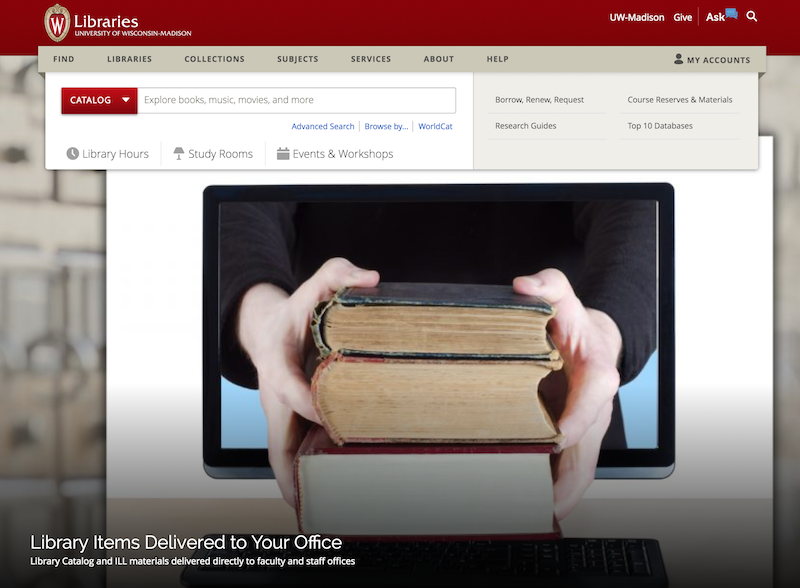 Libraries
UNIVERSITY OF WISCONSIN-MADISON
UW-Madison Give Ask
FIND LIBRARIES COLLECTIONS SUBJECTS SERVICES ABOUT HELP MY ACCOUNTS
CATALOG Explore books, music, movies, and more
Advanced Search Browse by... WorldCat
Library Hours Study Rooms Events & Workshops
Borrow, Renew, Request Course Reserves & Materials
Research Guides Top 10 Databases
Library Items Delivered to Your Office
Library Catalog and ILL materials delivered directly to faculty and staff offices